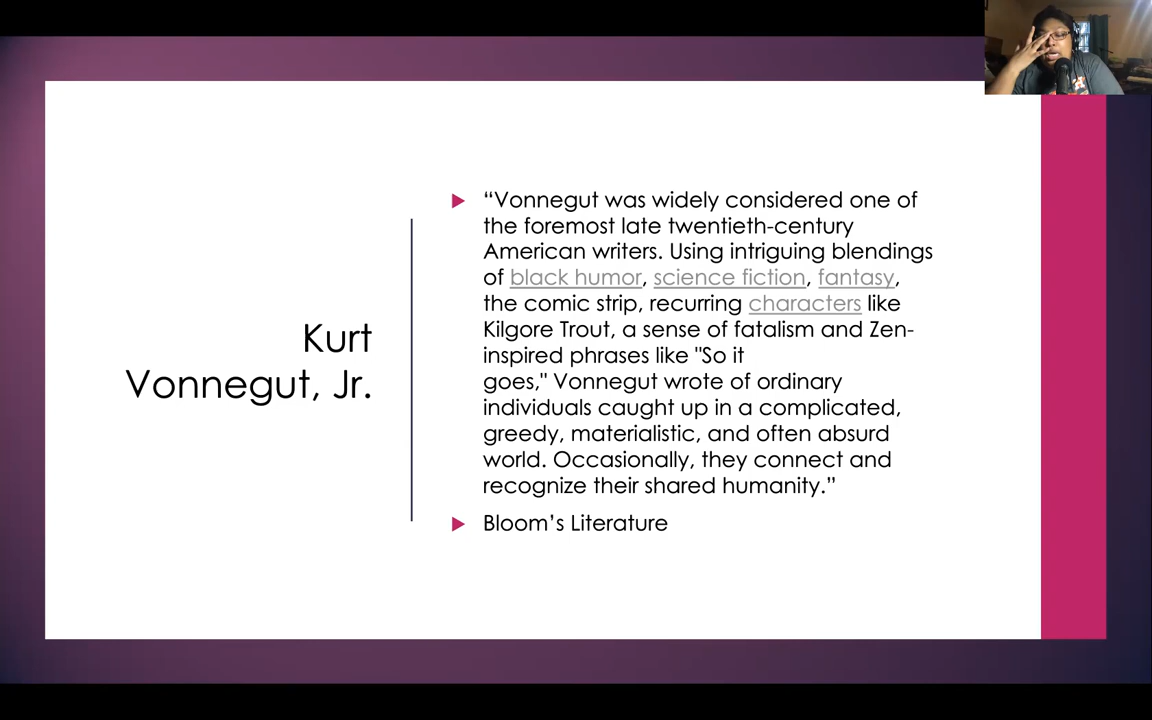 Kurt
Vonnegut, Jr.
“Vonnegut was widely considered one of
the foremost late twentieth-century
American writers. Using intriguing blendings
of black humor, science fiction, fantasy,
the comic strip, recurring characters like
Kilgore Trout, a sense of fatalism and Zen-
inspired phrases like "So it
goes," Vonnegut wrote of ordinary
individuals caught up in a complicated,
greedy, materialistic, and often absurd
world. Occasionally, they connect and
recognize their shared humanity.”
Bloom’s Literature